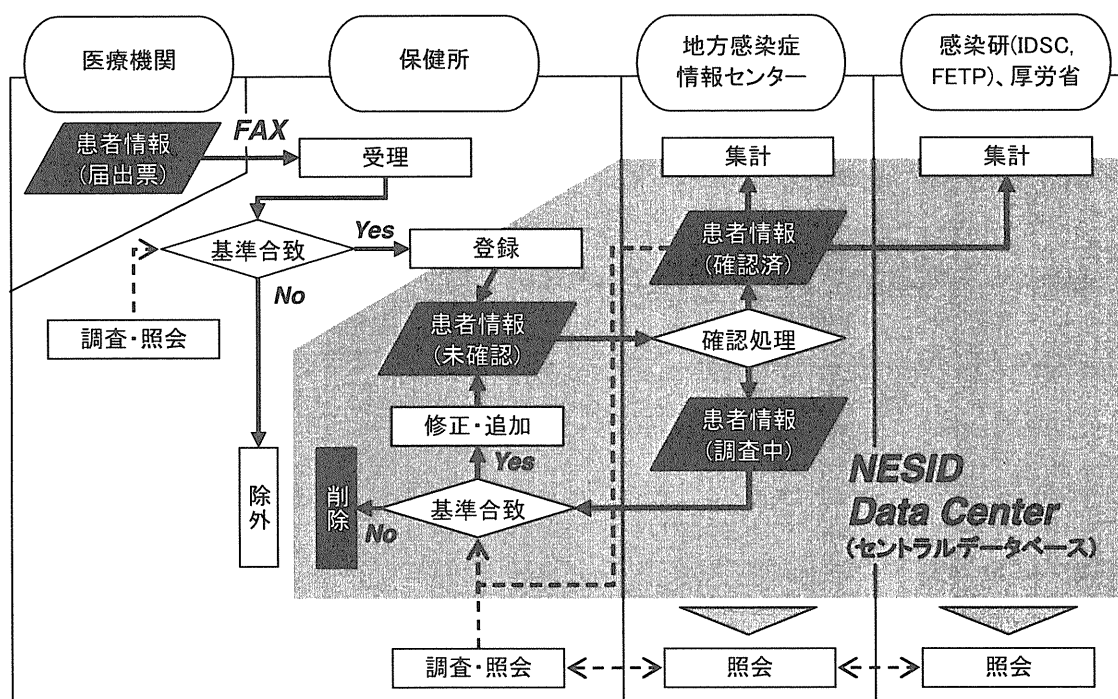 医療機関
保健所
地方感染症
情報センター
感染研(IDSC,
FETP)、厚労省
患者情報
(届出票)
FAX
受理
集計
集計
基準合致
Yes
登録
患者情報
(確認済)
No
調査・照会
患者情報
(未確認)
確認処理
修正・追加
患者情報
(調査中)
Yes
除外
削除
No
基準合致
NESID
Data Center
(セントラルデータベース)
調査・照会
照会
照会